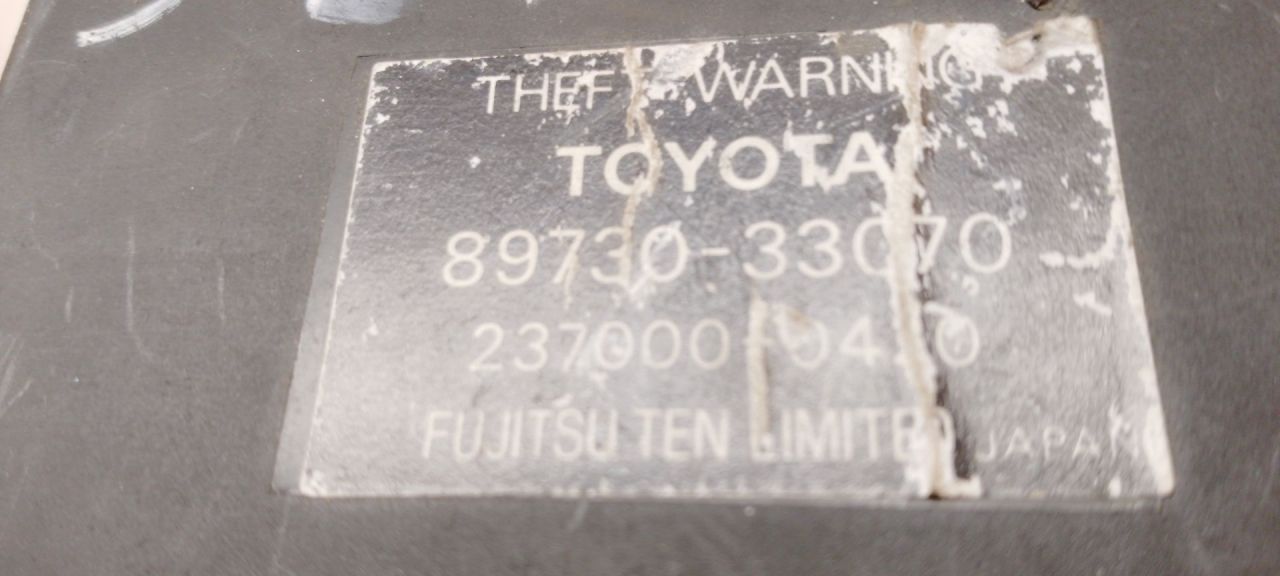 THEFT WARNING
TOYOTA
89730-33070
FUJITSU TEN LIMITED JAPAN